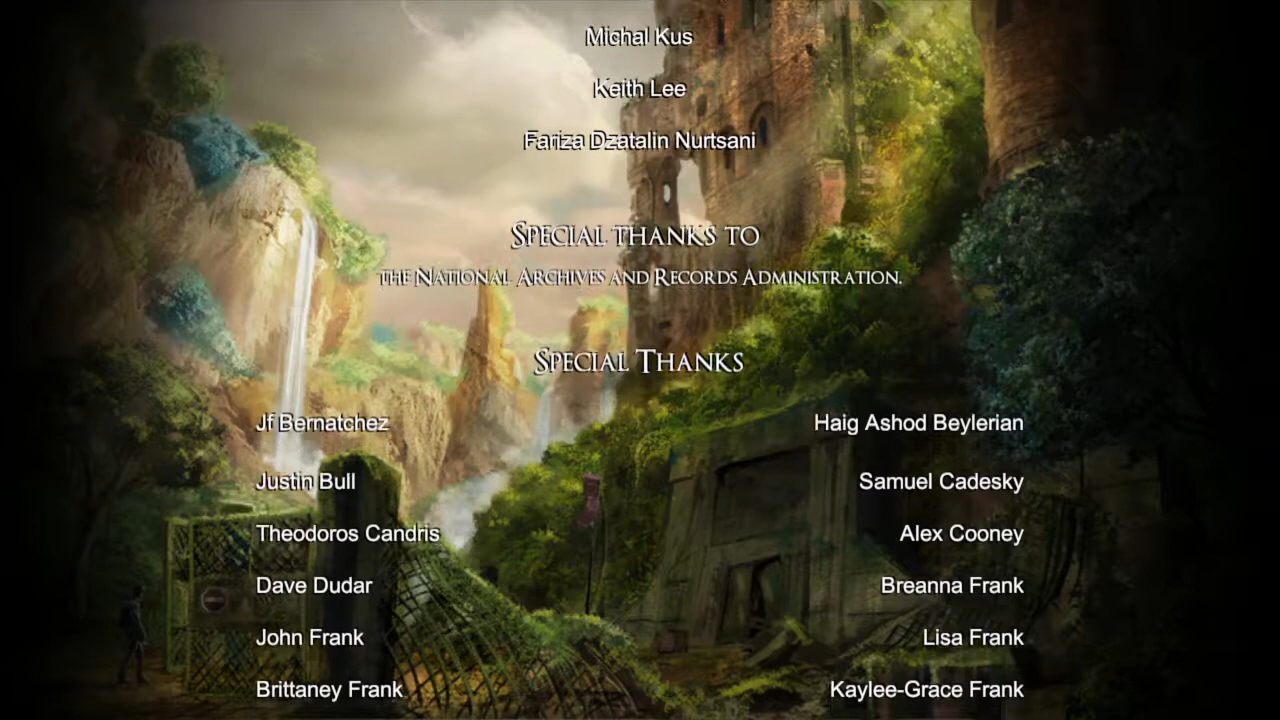 Michal Kus
Keith Lee
Fariza Dzatalin Nurtsani
Special thanks to
the National Archives and Records Administration.
Special Thanks
Jf Bernatchez Haig Ashod Beylerian
Justin Bull Samuel Cadesky
Theodoros Candris Alex Cooney
Dave Dudar Breanna Frank
John Frank Lisa Frank
Brittaney Frank Kaylee-Grace Frank